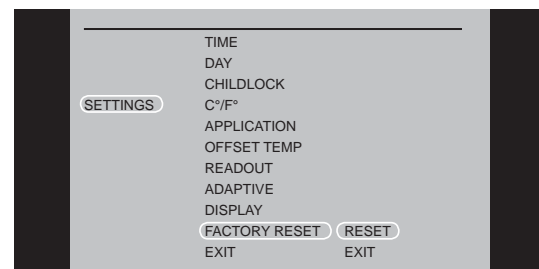 TIME
DAY
CHILDLOCK
SETTINGS C°/F°
APPLICATION
OFFSET TEMP
READOUT
ADAPTIVE
DISPLAY
FACTORY RESET RESET
EXIT EXIT